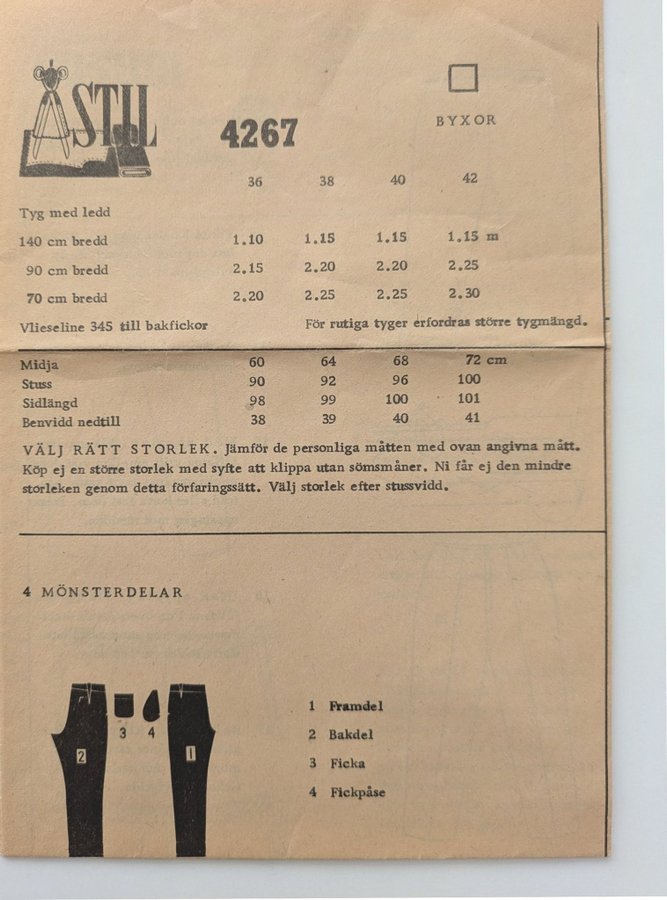 STIL
4267
BYXOR
36 38 40 42
Tyg med ledd
140 cm bredd 1.10 1.15 1.15 1.15 m
90 cm bredd 2.15 2.20 2.20 2.25
70 cm bredd 2.20 2.25 2.25 2.30
Vlieseline 345 till bakfickor För rutiga tyger erfordras större tygmängd.
Midja 60 64 68 72 cm
Stuss 90 92 96 100
Sidlängd 98 99 100 101
Benvidd nedtill 38 39 40 41
VÄLJ RÄTT STORLEK. Jämför de personliga måtten med ovan angivna mått.
Köp ej en större storlek med syfte att klippa utan sömsmåner. Ni får ej den mindre
storleken genom detta förfaringssätt. Välj storlek efter stussvidd.
4 MÖNSTERDELAR
1 Framdel
2 Bakdel
3 Ficka
4 Fickpåse
3 4
2 1